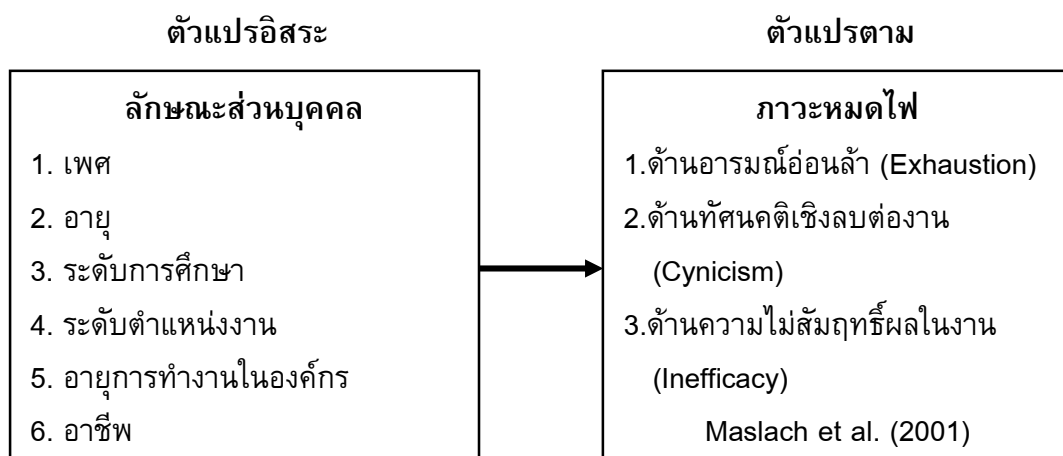 ตัวแปรอิสระ
ลักษณะส่วนบุคคล
1. เพศ
2. อายุ
3. ระดับการศึกษา
4. ระดับตำแหน่งงาน
5. อายุการทำงานในองค์กร
6. อาชีพ
ตัวแปรตาม
ภาวะหมดไฟ
1.ด้านอารมณ์อ่อนล้า (Exhaustion)
2.ด้านทัศนคติเชิงลบต่องาน
(Cynicism)
3.ด้านความไม่สัมฤทธิ์ผลในงาน
(Inefficacy)
Maslach et al. (2001)